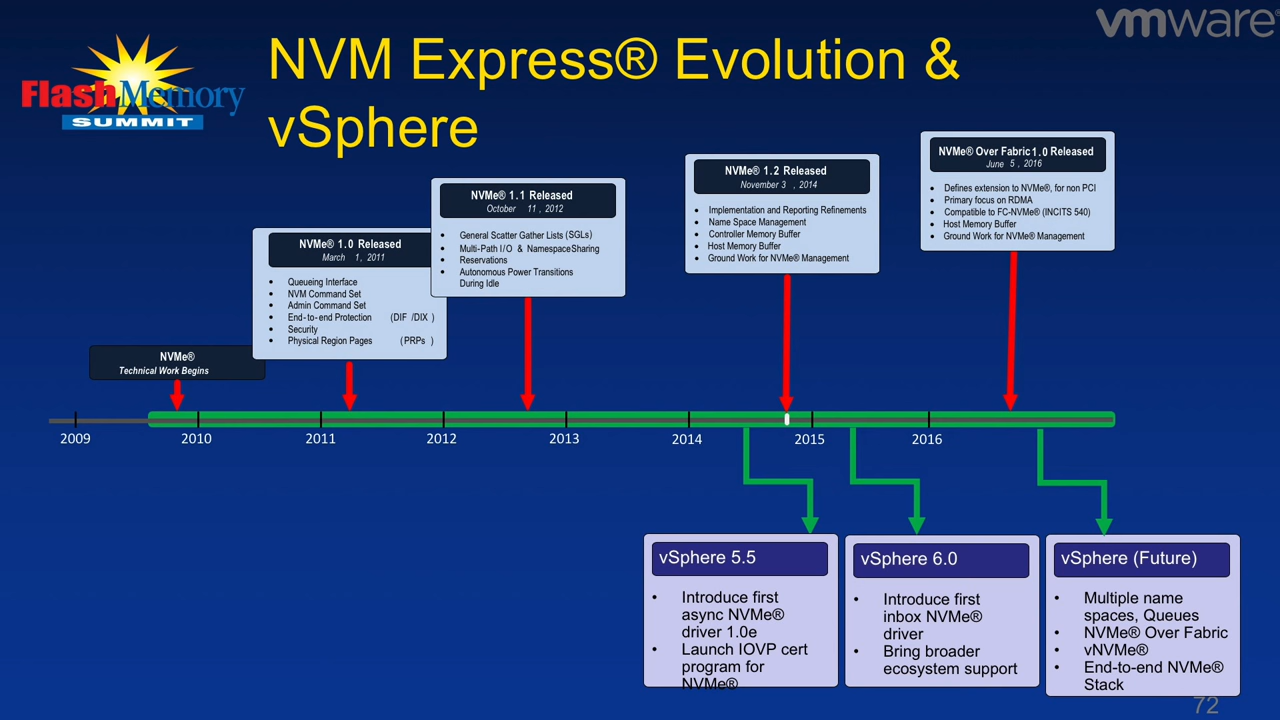 vmware®
NVM Express® Evolution &
vSphere
FlashMemory
SUMMIT
NVMe®
Technical Work Begins
NVMe® 1.0 Released
March 1, 2011
• Queueing Interface
• NVM Command Set
• Admin Command Set
• End-to-end Protection (DIF /DIX )
• Security
• Physical Region Pages (PRPs )
NVMe® 1.1 Released
October 11, 2012
• General Scatter Gather Lists (SGLs)
• Multi-Path I/O & Namespace Sharing
• Reservations
• Autonomous Power Transitions
During Idle
NVMe® 1.2 Released
November 3 , 2014
• Implementation and Reporting Refinements
• Name Space Management
• Controller Memory Buffer
• Host Memory Buffer
• Ground Work for NVMe® Management
NVMe® Over Fabric 1.0 Released
June 5 , 2016
• Defines extension to NVMe®, for non PCI
• Primary focus on RDMA
• Compatible to FC-NVMe® (INCITS 540)
• Host Memory Buffer
• Ground Work for NVMe® Management
2009 2010 2011 2012 2013 2014 2015 2016
vSphere 5.5
• Introduce first
async NVMe®
driver 1.0e
• Launch IOVP cert
program for
NVMe®
vSphere 6.0
• Introduce first
inbox NVMe®
driver
• Bring broader
ecosystem support
vSphere (Future)
• Multiple name
spaces, Queues
• NVMe® Over Fabric
• vNVMe®
• End-to-end NVMe®
Stack
72